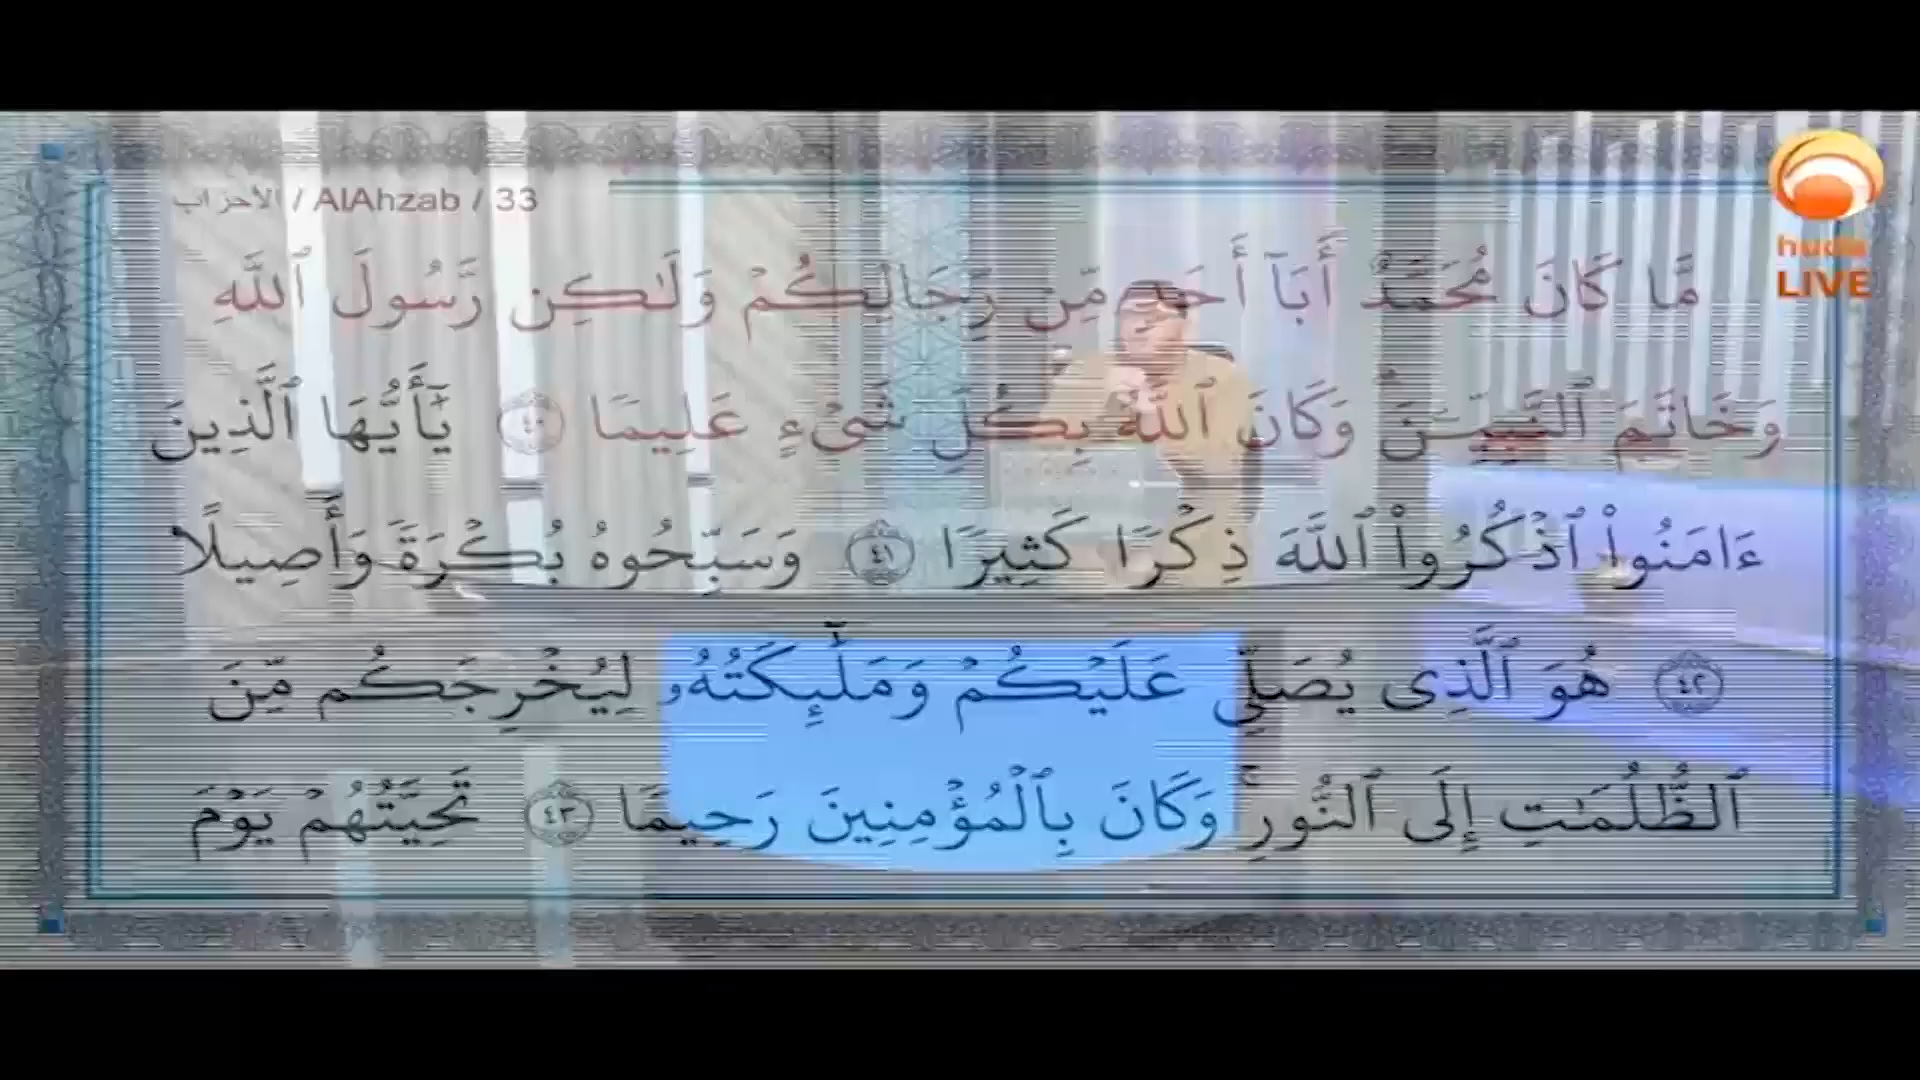 الأحزاب / AlAhzab / 33
huda
LIVE
مَّا كَانَ مُحَمَّدٌ أَبَآ أَحَدٍ مِّن رِّجَالِكُمْ وَلَٰكِن رَّسُولَ ٱللَّهِ
وَخَاتَمَ ٱلنَّبِيِّـۧنَ ۗ وَكَانَ ٱللَّهُ بِكُلِّ شَىْءٍ عَلِيمًا ٤٠ يَٰٓأَيُّهَا ٱلَّذِينَ
ءَامَنُوا۟ ٱذْكُرُوا۟ ٱللَّهَ ذِكْرًا كَثِيرًا ٤١ وَسَبِّحُوهُ بُكْرَةً وَأَصِيلًا
٤٢ هُوَ ٱلَّذِى يُصَلِّى عَلَيْكُمْ وَمَلَٰٓئِكَتُهُۥ لِيُخْرِجَكُم مِّنَ
ٱلظُّلُمَٰتِ إِلَى ٱلنُّورِ ۚ وَكَانَ بِٱلْمُؤْمِنِينَ رَحِيمًا ٤٣ تَحِيَّتُهُمْ يَوْمَ